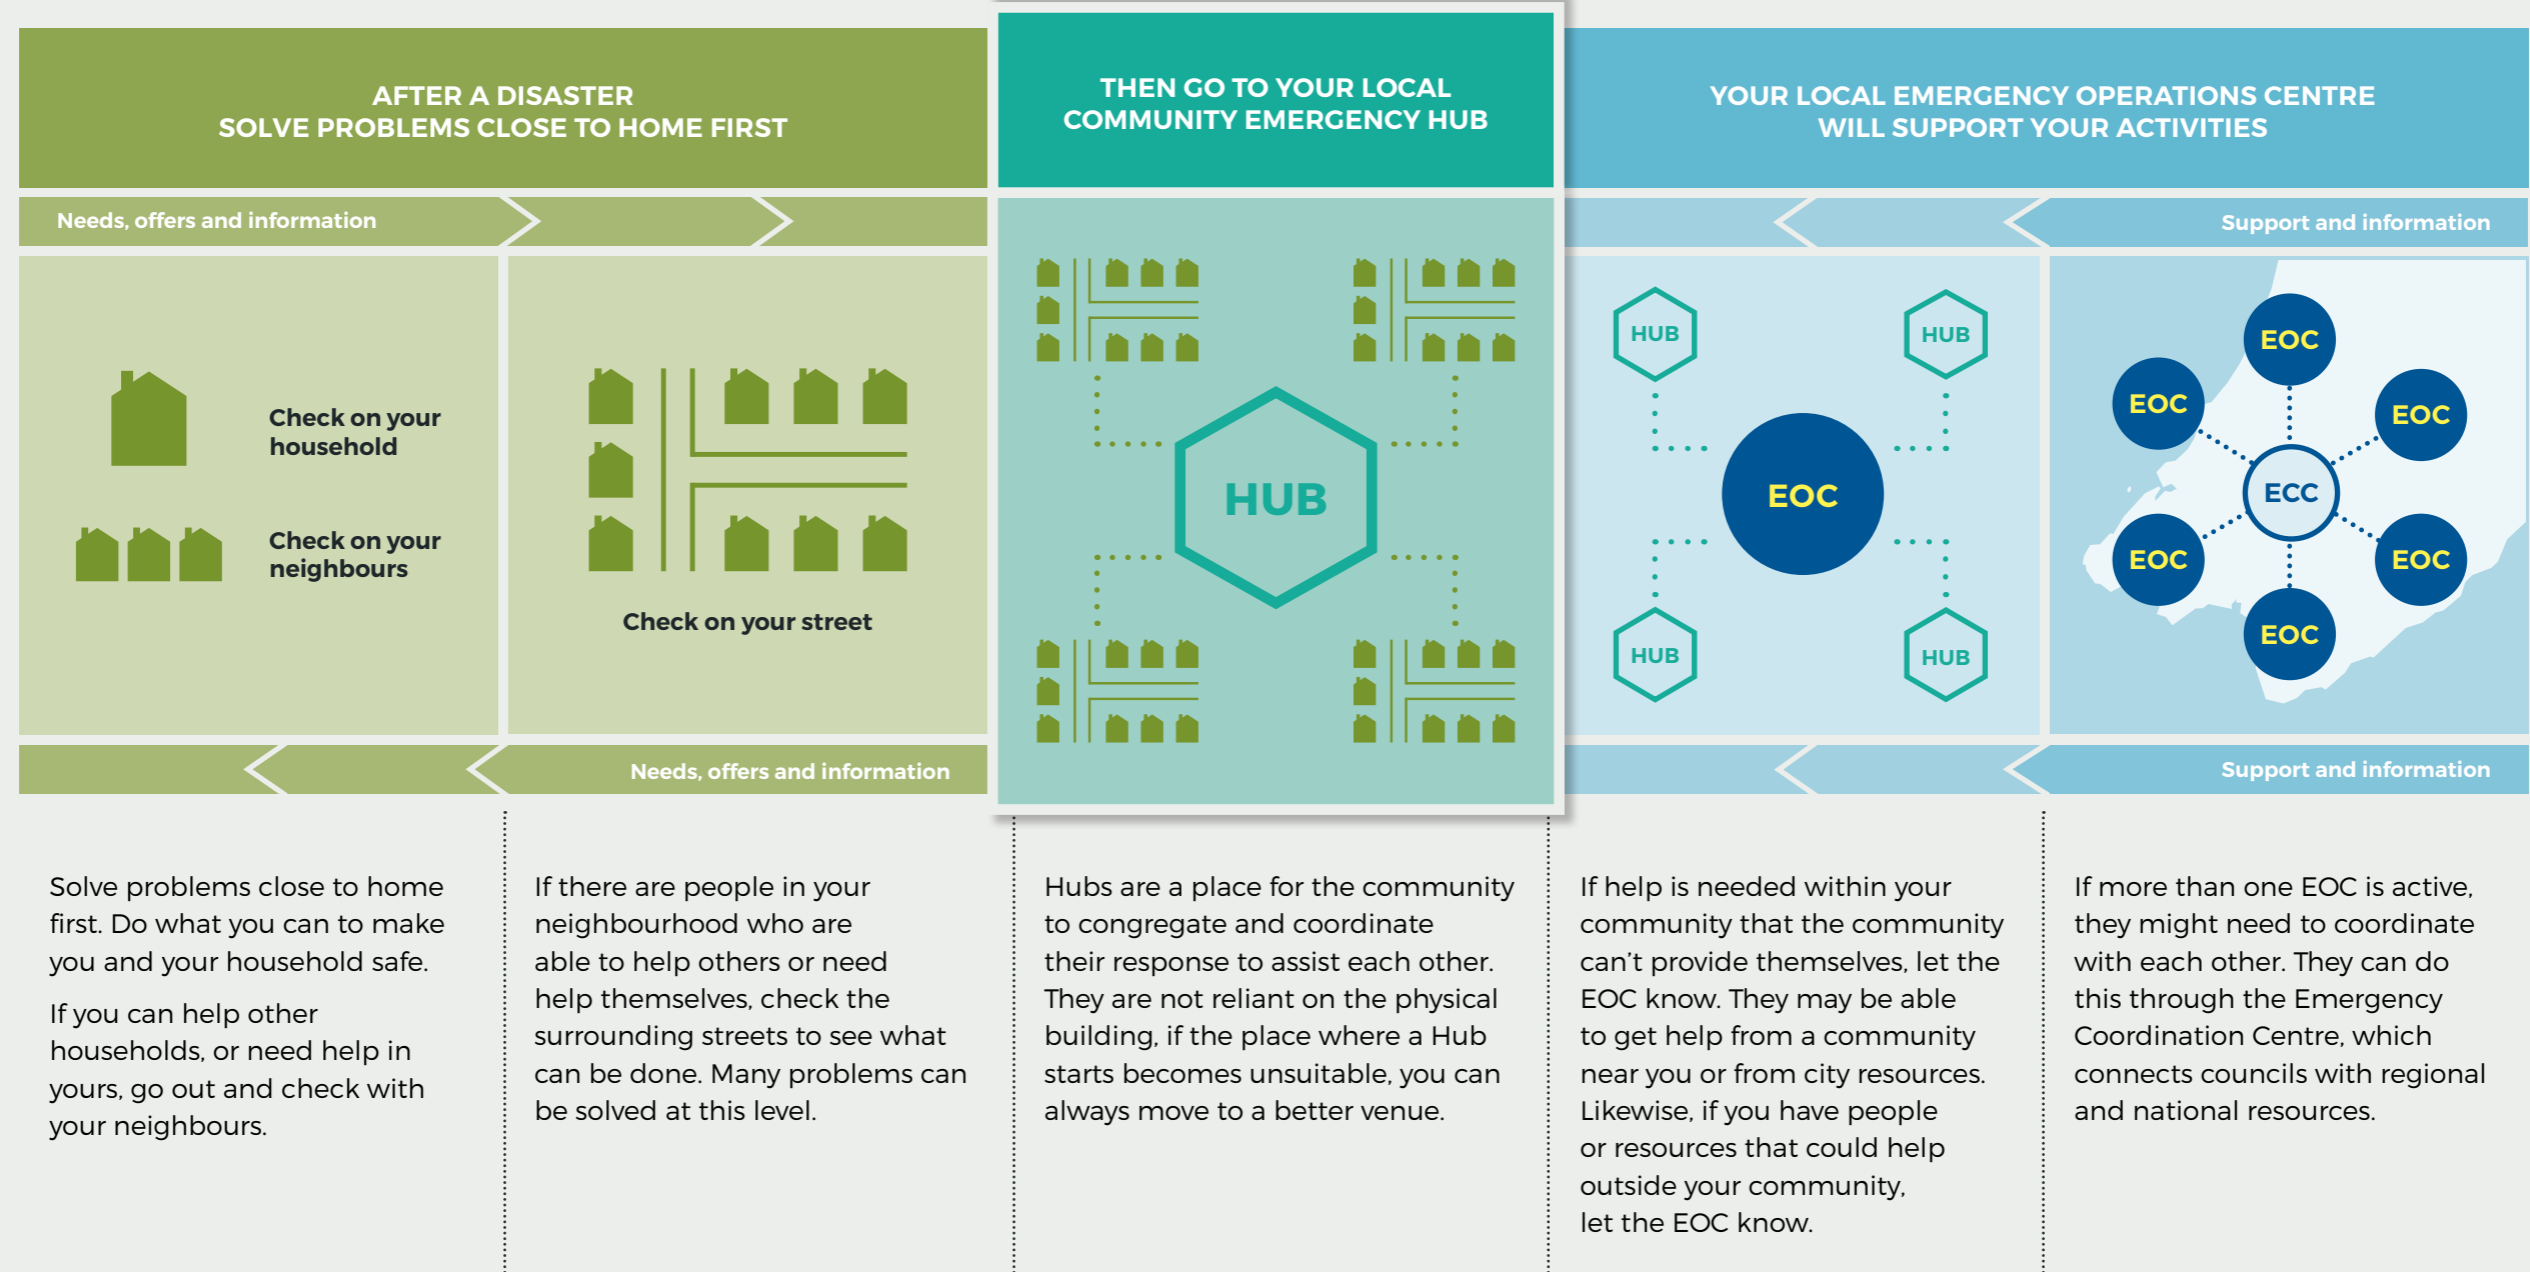 AFTER A DISASTER
SOLVE PROBLEMS CLOSE TO HOME FIRST
THEN GO TO YOUR LOCAL
COMMUNITY EMERGENCY HUB
YOUR LOCAL EMERGENCY OPERATIONS CENTRE
WILL SUPPORT YOUR ACTIVITIES
Needs, offers and information
Support and information
Check on your
household
Check on your
neighbours
Check on your street
HUB
HUB
HUB
EOC
HUB
HUB
EOC
EOC
EOC
ECC
EOC
EOC
EOC
Needs, offers and information
Support and information
Solve problems close to home
first. Do what you can to make
you and your household safe.
If you can help other
households, or need help in
yours, go out and check with
your neighbours.
If there are people in your
neighbourhood who are
able to help others or need
help themselves, check the
surrounding streets to see what
can be done. Many problems can
be solved at this level.
Hubs are a place for the community
to congregate and coordinate
their response to assist each other.
They are not reliant on the physical
building, if the place where a Hub
starts becomes unsuitable, you can
always move to a better venue.
If help is needed within your
community that the community
can't provide themselves, let the
EOC know. They may be able
to get help from a community
near you or from city resources.
Likewise, if you have people
or resources that could help
outside your community,
let the EOC know.
If more than one EOC is active,
they might need to coordinate
with each other. They can do
this through the Emergency
Coordination Centre, which
connects councils with regional
and national resources.